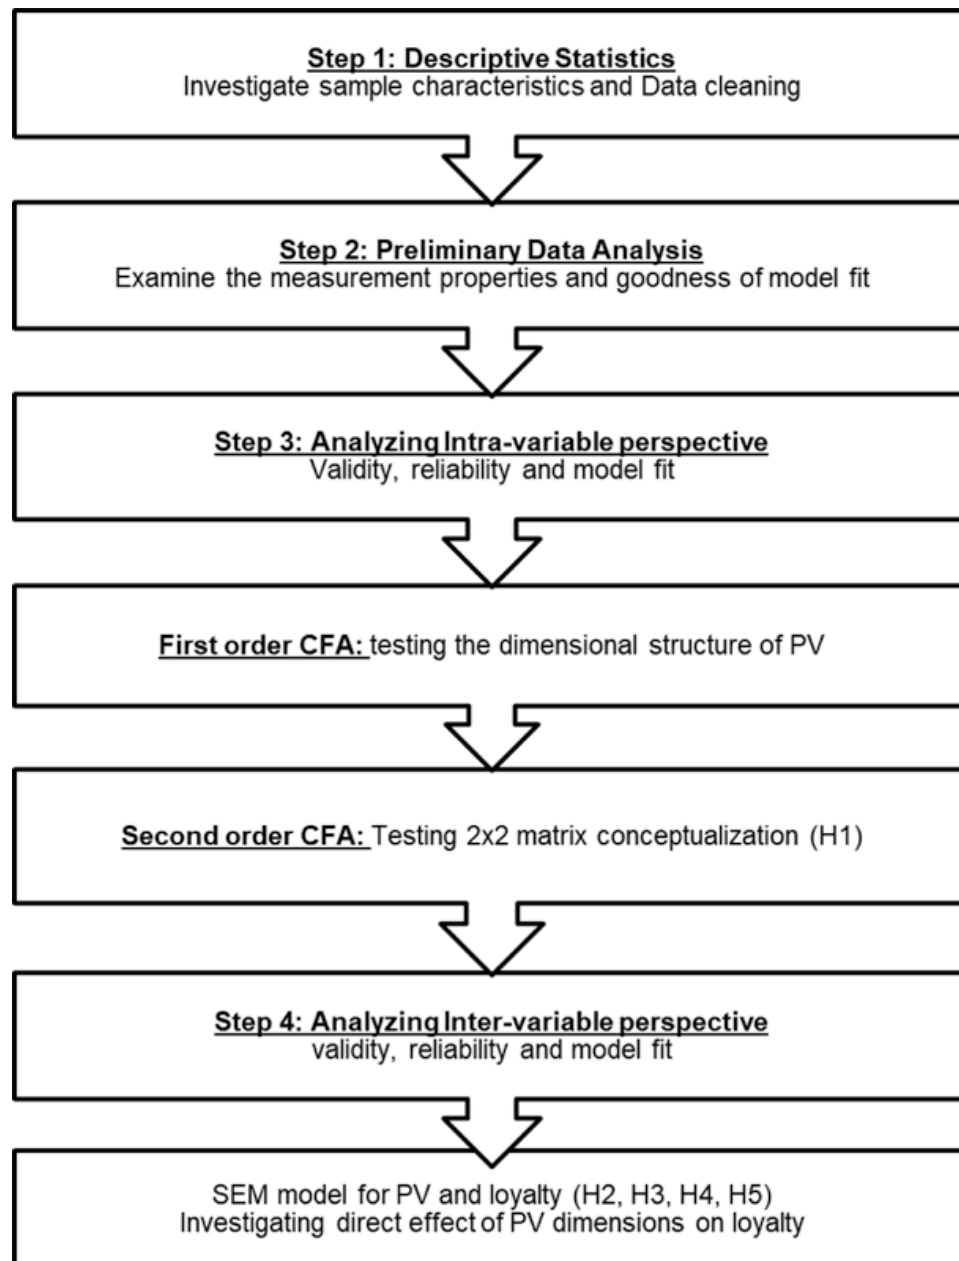 Step 1: Descriptive Statistics
Investigate sample characteristics and Data cleaning
Step 2: Preliminary Data Analysis
Examine the measurement properties and goodness of model fit
Step 3: Analyzing Intra-variable perspective
Validity, reliability and model fit
First order CFA: testing the dimensional structure of PV
Second order CFA: Testing 2x2 matrix conceptualization (H1)
Step 4: Analyzing Inter-variable perspective
validity, reliability and model fit
SEM model for PV and loyalty (H2, H3, H4, H5)
Investigating direct effect of PV dimensions on loyalty